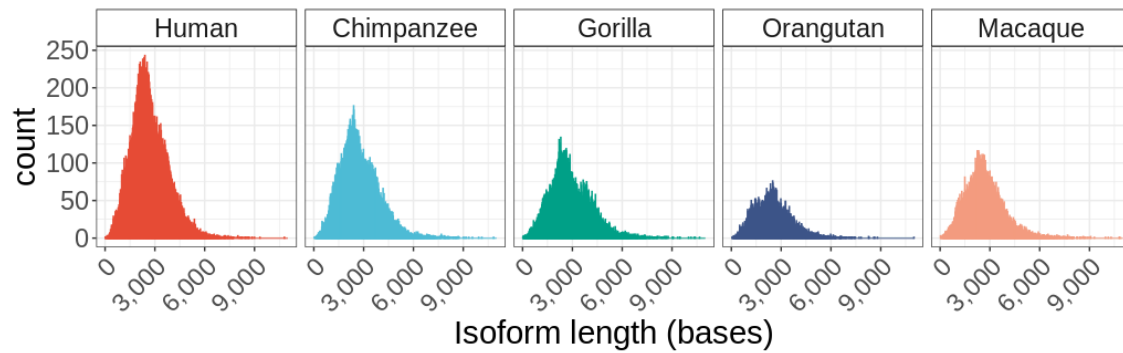 Human Chimpanzee Gorilla Orangutan Macaque
250
200
150
100
50
0
count
0 3,000 6,000 9,000 0 3,000 6,000 9,000 0 3,000 6,000 9,000 0 3,000 6,000 9,000 0 3,000 6,000 9,000
Isoform length (bases)